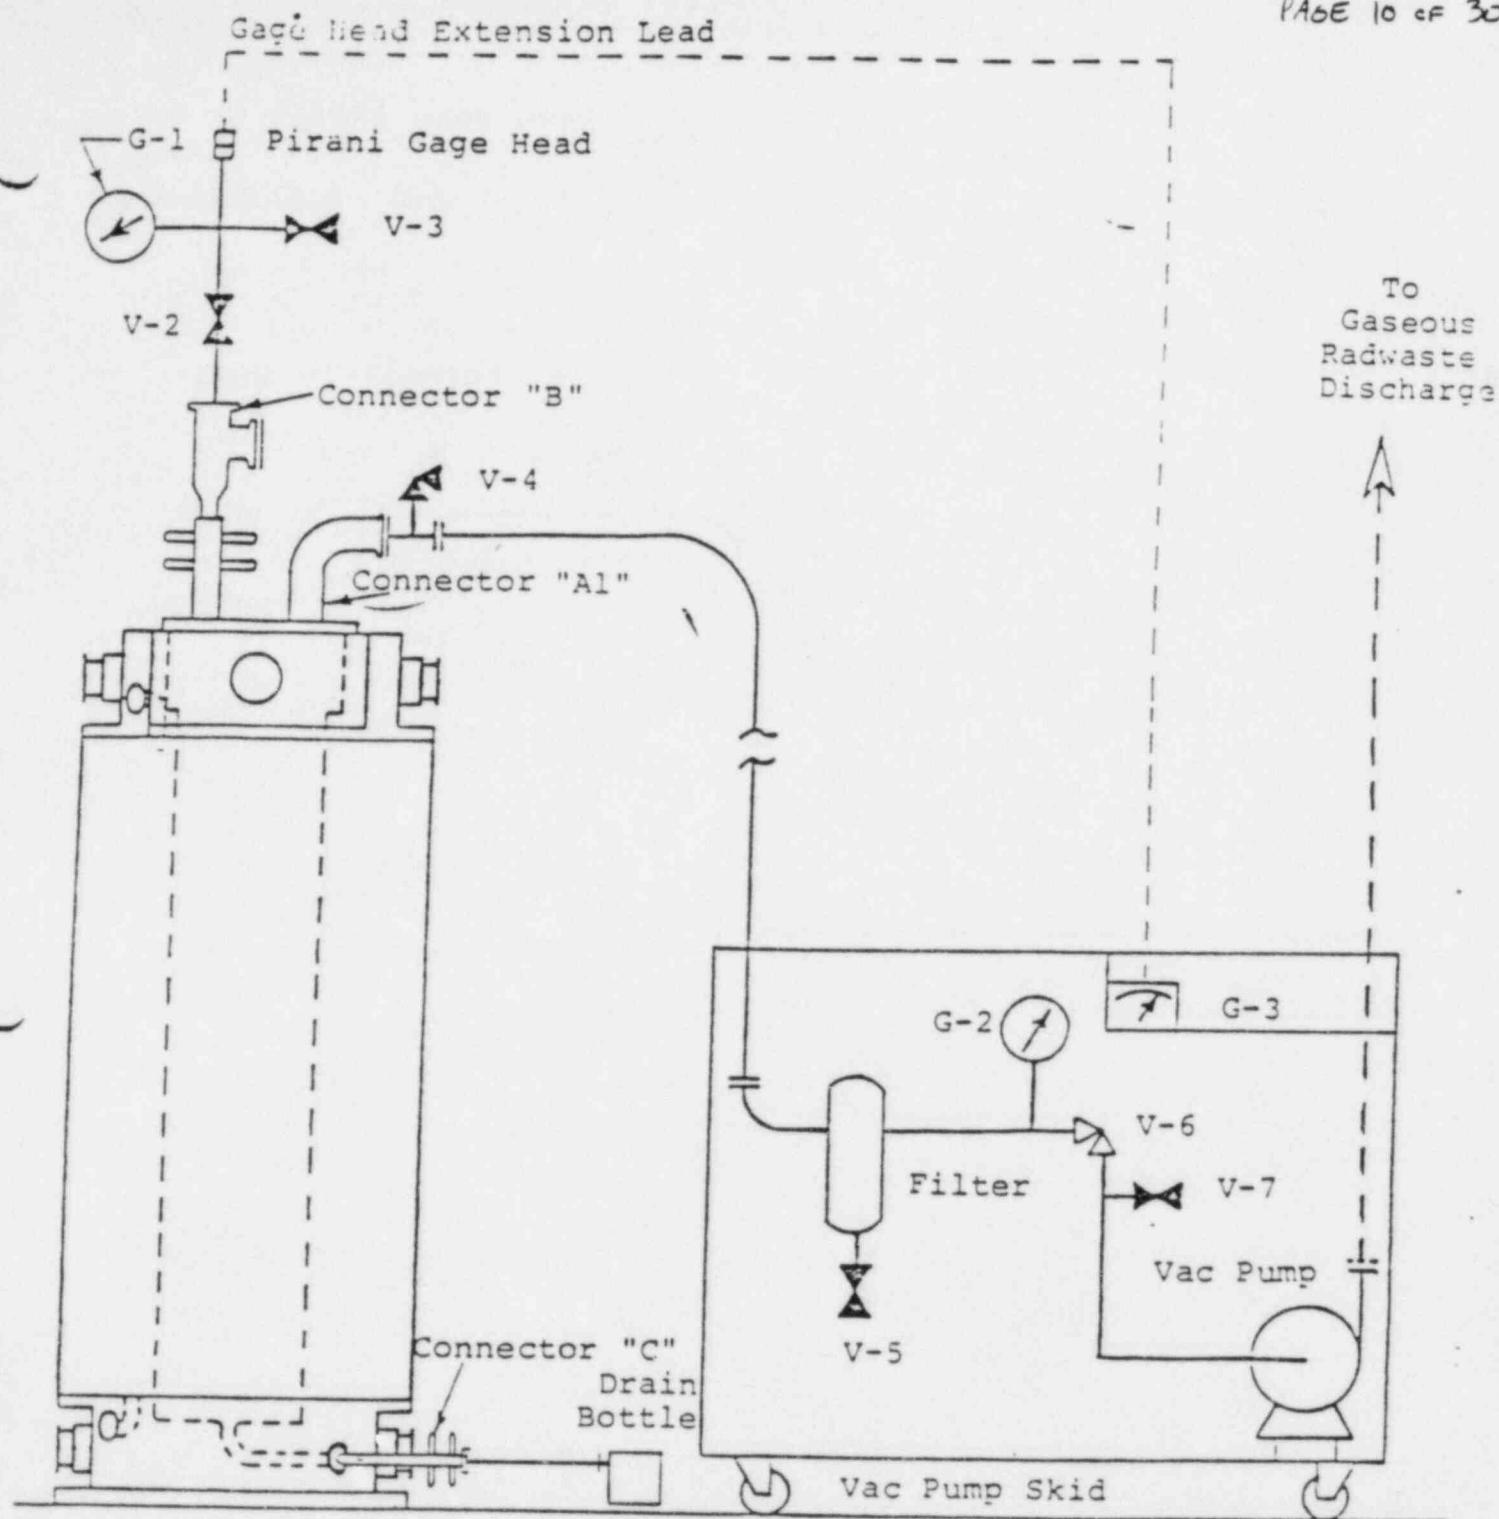 PAGE 10 OF 30
Gage Head Extension Lead
G-1 Pirani Gage Head
V-3
V-2
To
Gaseous
Radwaste
Discharge
Connector "B"
V-4
Connector "A1"
G-2
G-3
V-6
Filter
V-7
Vac Pump
V-5
Connector "C"
Drain
Bottle
Vac Pump Skid